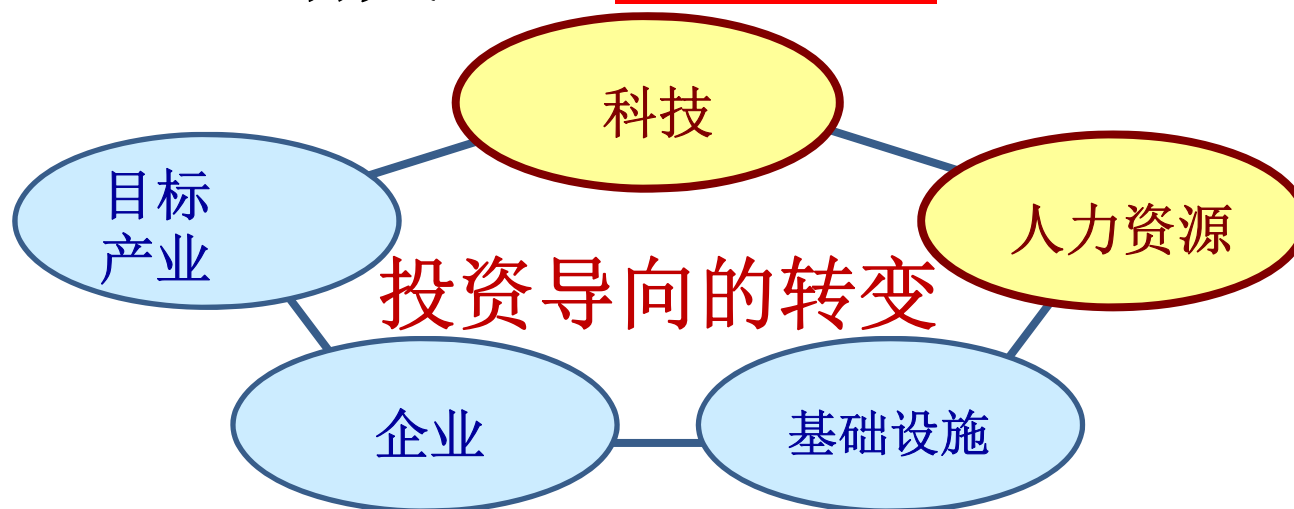 科技
目标
产业
人力资源
投资导向的转变
企业
基础设施